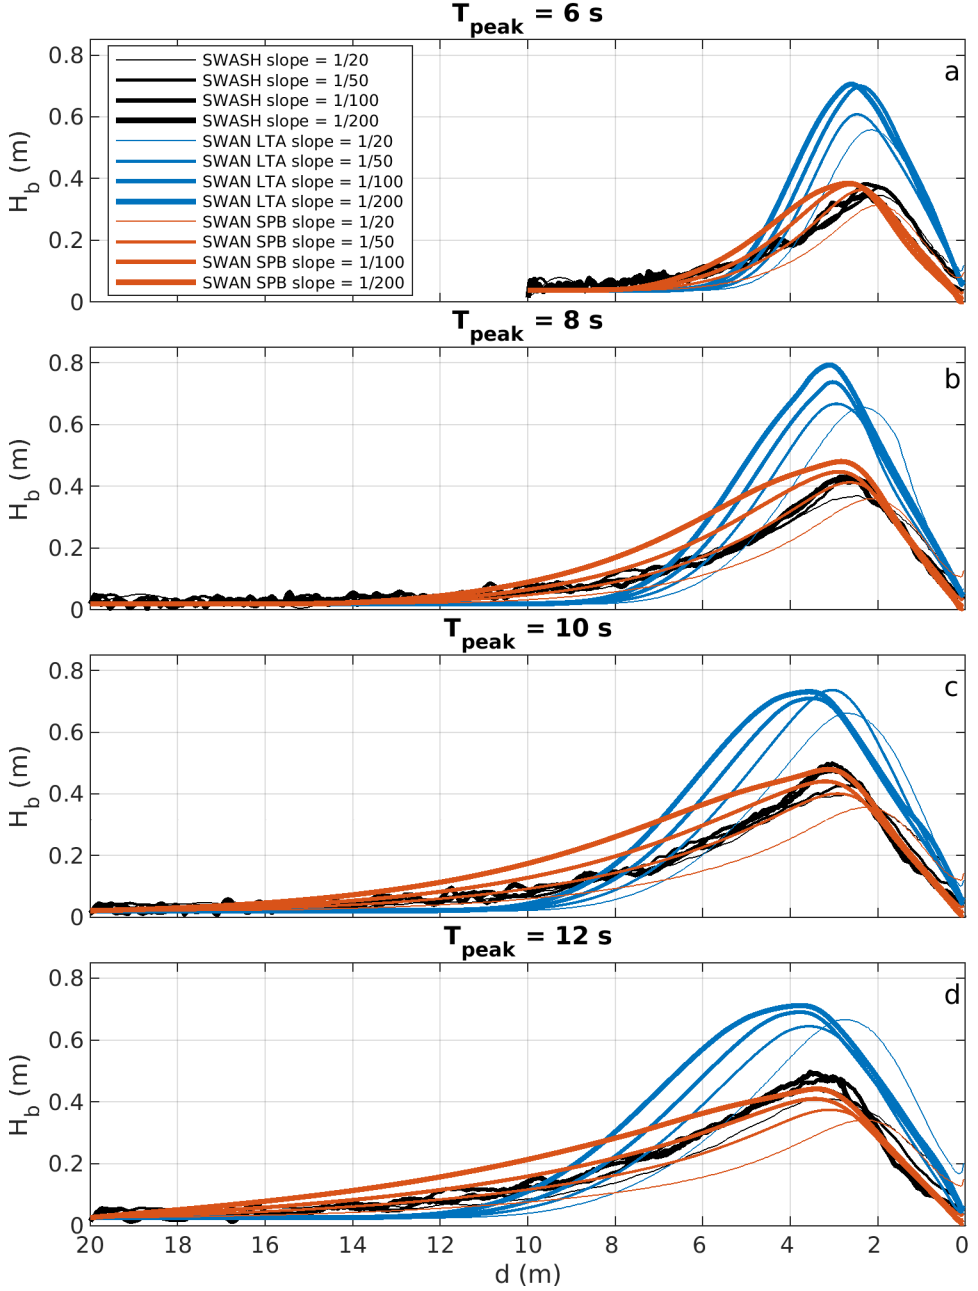 T_peak = 6 s
0.8
0.6
0.4
0.2
0
H_b (m)
a
SWASH slope = 1/20
SWASH slope = 1/50
SWASH slope = 1/100
SWASH slope = 1/200
SWAN LTA slope = 1/20
SWAN LTA slope = 1/50
SWAN LTA slope = 1/100
SWAN LTA slope = 1/200
SWAN SPB slope = 1/20
SWAN SPB slope = 1/50
SWAN SPB slope = 1/100
SWAN SPB slope = 1/200
T_peak = 8 s
0.8
0.6
0.4
0.2
0
H_b (m)
b
T_peak = 10 s
0.8
0.6
0.4
0.2
0
H_b (m)
c
T_peak = 12 s
0.8
0.6
0.4
0.2
0
H_b (m)
d
20 18 16 14 12 10 8 6 4 2 0
d (m)